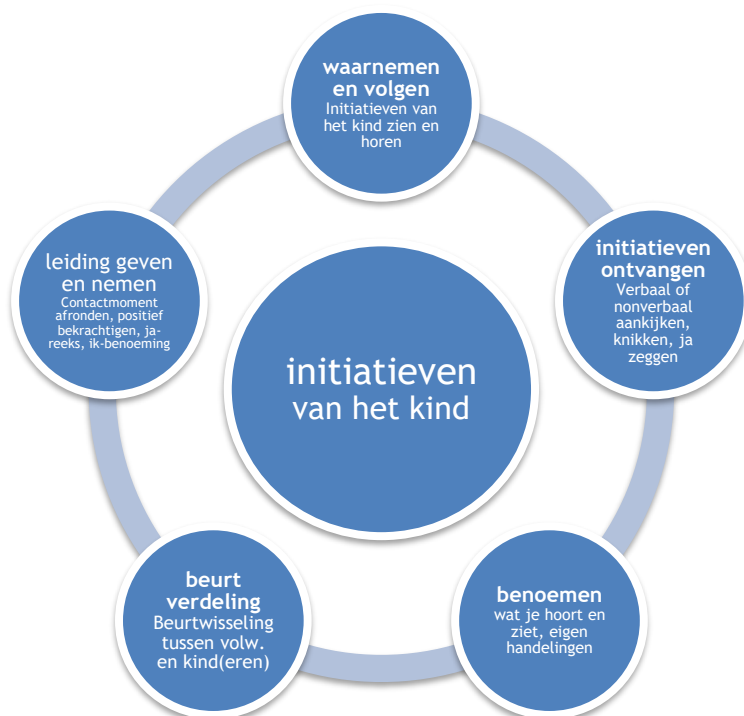 waarnemen
en volgen
Initiatieven van
het kind zien en
horen
initiatieven
ontvangen
Verbaal of
nonverbaal
aankijken,
knikken, ja
zeggen
benoemen
wat je hoort en
ziet, eigen
handelingen
beurt
verdeling
Beurtwisseling
tussen volw.
en kind(eren)
leiding geven
en nemen
Contactmoment
afronden, positief
bekrachtigen, ja-
reeks, ik-benoeming
initiatieven
van het kind